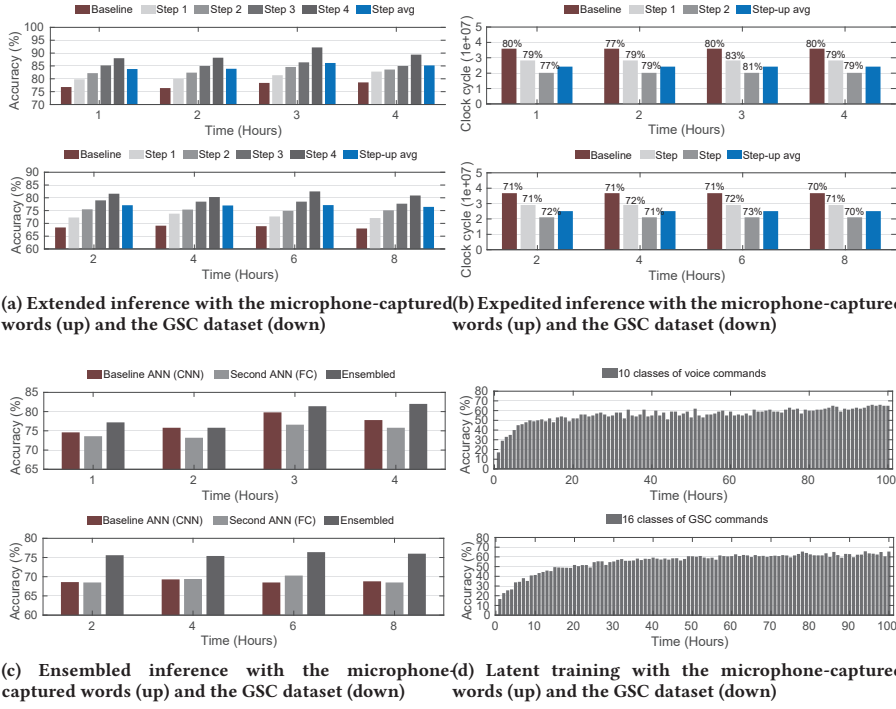 Baseline Step 1 Step 2 Step 3 Step 4 Step avg
Accuracy (%)
100
95
90
85
80
75
70
1 2 3 4
Time (Hours)
Baseline Step 1 Step 2 Step 3 Step 4 Step-up avg
Accuracy (%)
90
85
80
75
70
65
60
2 4 6 8
Time (Hours)
(a) Extended inference with the microphone-captured
words (up) and the GSC dataset (down)
Baseline Step 1 Step 2 Step-up avg
Clock cycle (1e+07)
5
4
3
2
1
0
80% 79% 77% 77% 79% 79% 80% 83% 81% 80% 79% 79%
1 2 3 4
Time (Hours)
Baseline Step Step Step-up avg
Clock cycle (1e+07)
5
4
3
2
1
0
71% 71% 72% 71% 72% 71% 71% 72% 73% 70% 71% 70%
2 4 6 8
Time (Hours)
(b) Expedited inference with the microphone-captured
words (up) and the GSC dataset (down)
Baseline ANN (CNN) Second ANN (FC) Ensembled
Accuracy (%)
85
80
75
70
65
1 2 3 4
Time (Hours)
Baseline ANN (CNN) Second ANN (FC) Ensembled
Accuracy (%)
80
75
70
65
60
2 4 6 8
Time (Hours)
(c) Ensembled inference with the microphone-
captured words (up) and the GSC dataset (down)
10 classes of voice commands
Accuracy (%)
80
70
60
50
40
30
20
10
0
0 20 40 60 80 100
Time (Hours)
16 classes of GSC commands
Accuracy (%)
80
70
60
50
40
30
20
10
0
0 10 20 30 40 50 60 70 80 90 100
Time (Hours)
(d) Latent training with the microphone-captured
words (up) and the GSC dataset (down)